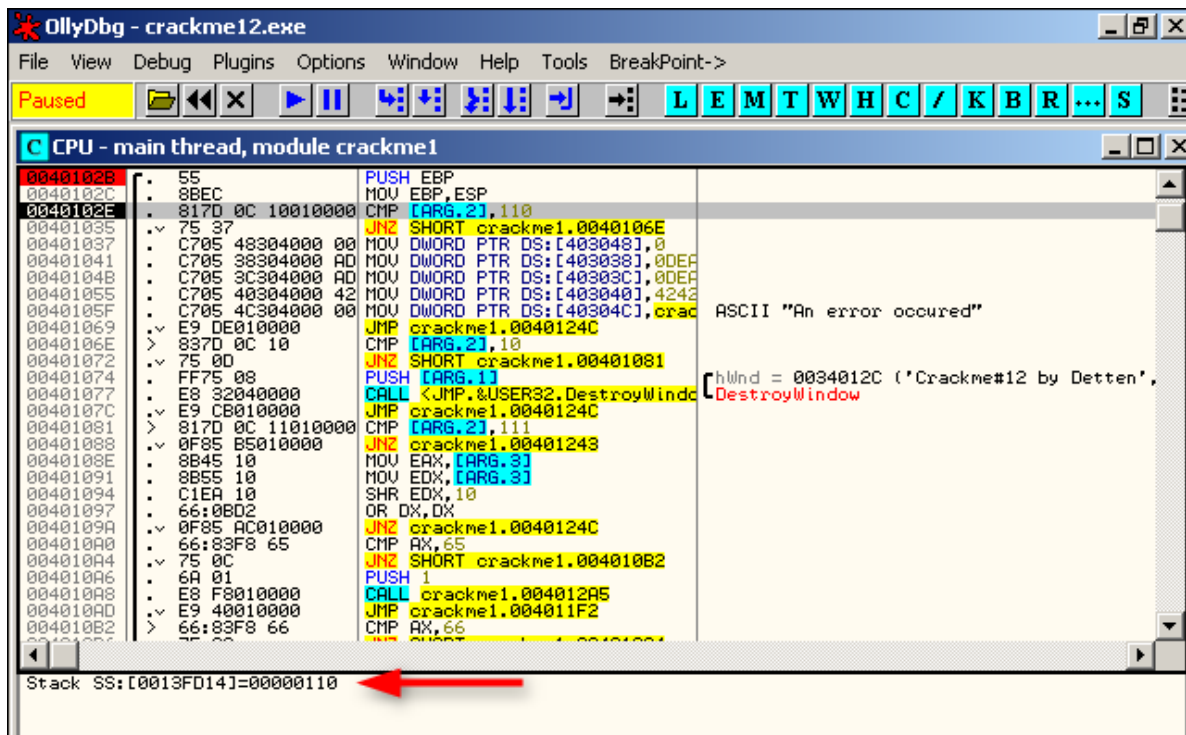 OllyDbg - crackme12.exe
File View Debug Plugins Options Window Help Tools BreakPoint->
Paused L E M T W H C / K B R ... S
C CPU - main thread, module crackme1
0040102B . 55 PUSH EBP
0040102C . 8BEC MOV EBP,ESP
0040102E . 817D 0C 10010000 CMP [ARG.2],110
00401035 .v 75 37 JNZ SHORT crackme1.0040106E
00401037 . C705 48304000 00 MOV DWORD PTR DS:[403048],0
00401041 . C705 38304000 AD MOV DWORD PTR DS:[403038],0DEA
0040104B . C705 3C304000 AD MOV DWORD PTR DS:[40303C],0DEA
00401055 . C705 40304000 42 MOV DWORD PTR DS:[403040],4242
0040105F . C705 4C304000 00 MOV DWORD PTR DS:[40304C],crac ASCII "An error occured"
00401069 .v E9 DE010000 JMP crackme1.0040124C
0040106E > 837D 0C 10 CMP [ARG.2],10
00401072 .v 75 0D JNZ SHORT crackme1.00401081
00401074 . FF75 08 PUSH [ARG.1] hWnd = 0034012C ('Crackme#12 by Detten',
00401077 . E8 32040000 CALL <JMP.&USER32.DestroyWindo DestroyWindow
0040107C .v E9 CB010000 JMP crackme1.0040124C
00401081 > 817D 0C 11010000 CMP [ARG.2],111
00401088 .v 0F85 B5010000 JNZ crackme1.00401243
0040108E . 8B45 10 MOV EAX,[ARG.3]
00401091 . 8B55 10 MOV EDX,[ARG.3]
00401094 . C1EA 10 SHR EDX,10
00401097 . 66:0BD2 OR DX,DX
0040109A .v 0F85 AC010000 JNZ crackme1.0040124C
004010A0 . 66:83F8 65 CMP AX,65
004010A4 .v 75 0C JNZ SHORT crackme1.004010B2
004010A6 . 6A 01 PUSH 1
004010A8 . E8 F8010000 CALL crackme1.004012A5
004010AD .v E9 40010000 JMP crackme1.004011F2
004010B2 > 66:83F8 66 CMP AX,66
Stack SS:[0013FD14]=00000110